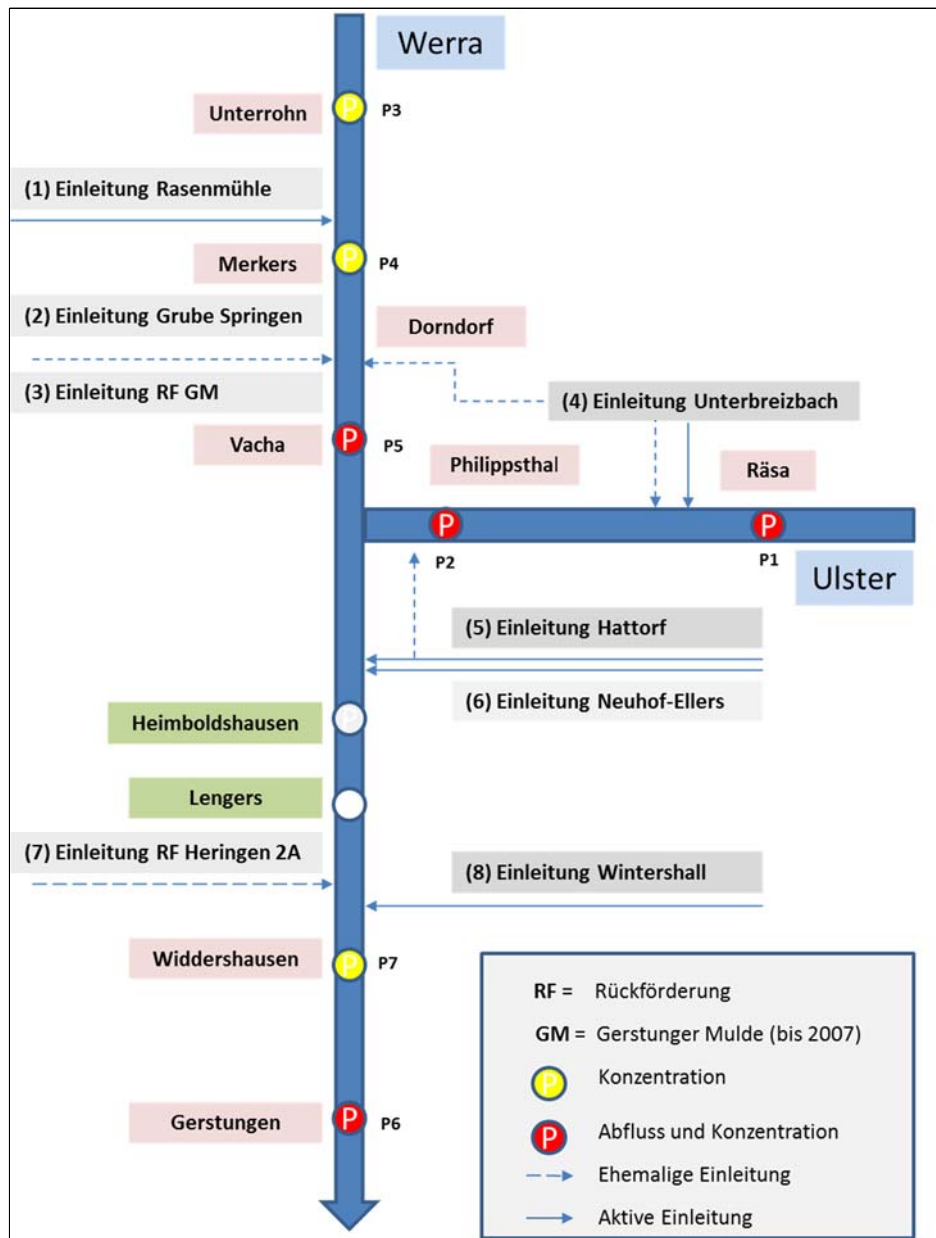 Werra
Unterrohn
P
P3
(1) Einleitung Rasenmühle
Merkers
P
P4
(2) Einleitung Grube Springen
Dorndorf
(3) Einleitung RF GM
(4) Einleitung Unterbreizbach
Vacha
P
P5
Philippsthal
Räsa
P
P
P2
P1
Ulster
(5) Einleitung Hattorf
(6) Einleitung Neuhof-Ellers
Heimboldshausen
P
Lengers
(7) Einleitung RF Heringen 2A
(8) Einleitung Wintershall
Widdershausen
P
P7
RF = Rückförderung
GM = Gerstunger Mulde (bis 2007)
P Konzentration
P Abfluss und Konzentration
Ehemalige Einleitung
Aktive Einleitung
Gerstungen
P
P6